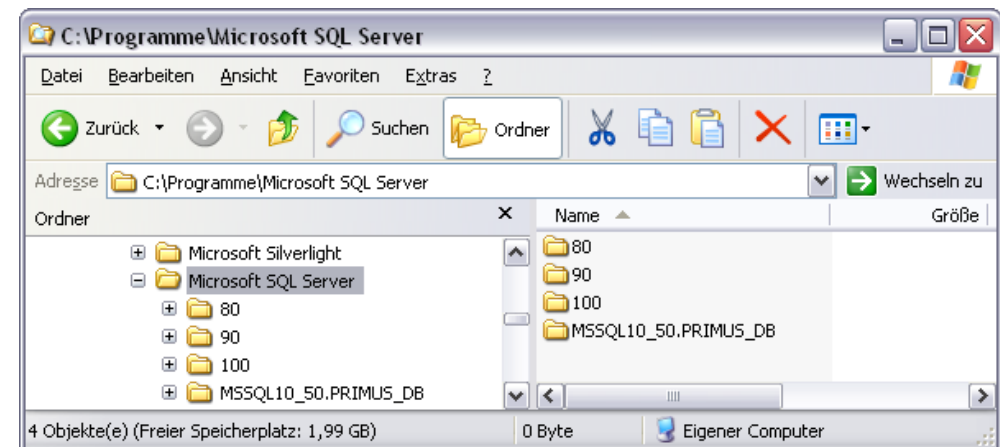 C:\Programme\Microsoft SQL Server
Datei Bearbeiten Ansicht Favoriten Extras ?
Zurück Suchen Ordner
Adresse C:\Programme\Microsoft SQL Server Wechseln zu
Ordner x Name Größe
Microsoft Silverlight
Microsoft SQL Server
80
90
100
MSSQL10_50.PRIMUS_DB
80
90
100
MSSQL10_50.PRIMUS_DB
4 Objekte(e) (Freier Speicherplatz: 1,99 GB) 0 Byte Eigener Computer